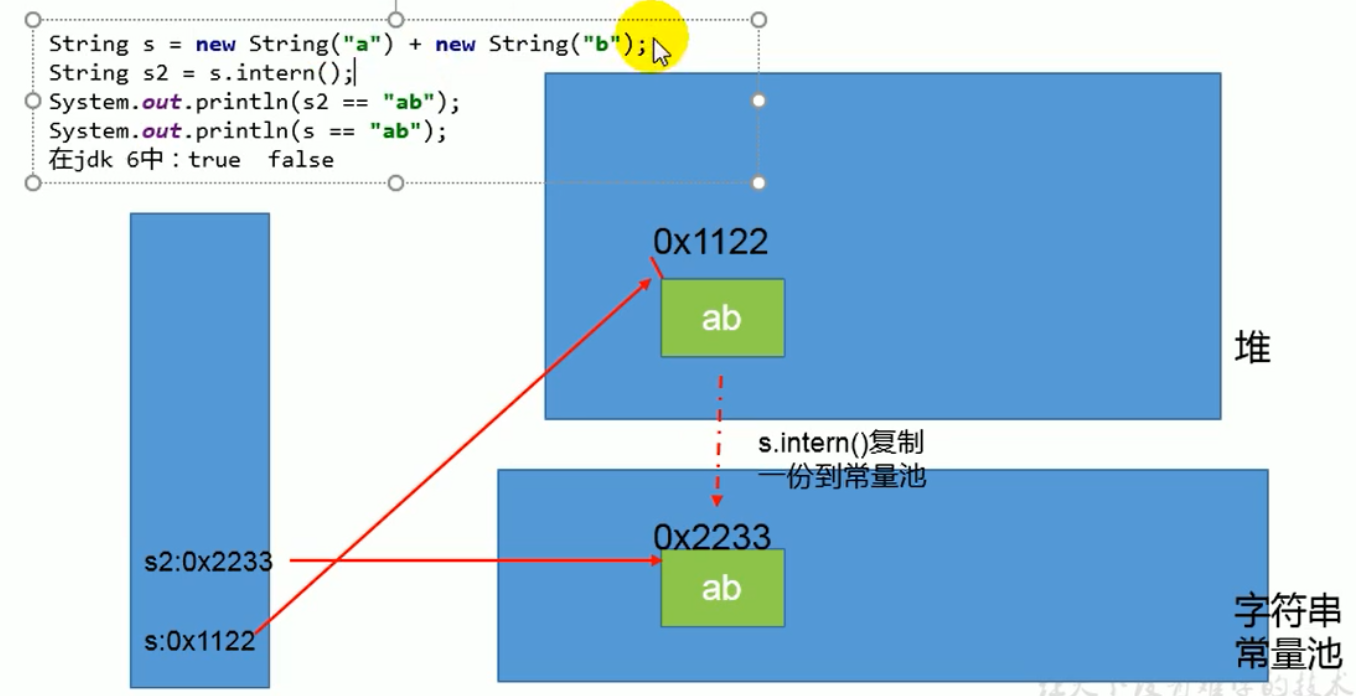 String s = new String("a") + new String("b");
String s2 = s.intern();
System.out.println(s2 == "ab");
System.out.println(s == "ab");
在jdk 6中：true  false
0x1122
ab
堆
s.intern()复制
一份到常量池
0x2233
ab
s2:0x2233
s:0x1122
字符串
常量池